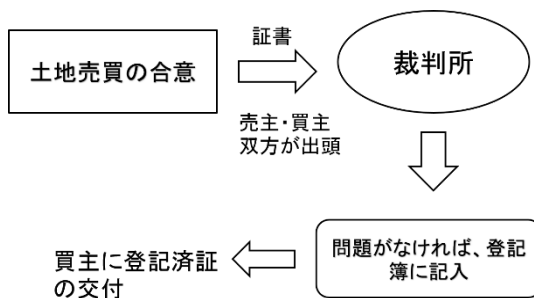 土地売買の合意
証書
売主・買主
双方が出頭
裁判所
問題がなければ、登記
簿に記入
買主に登記済証
の交付